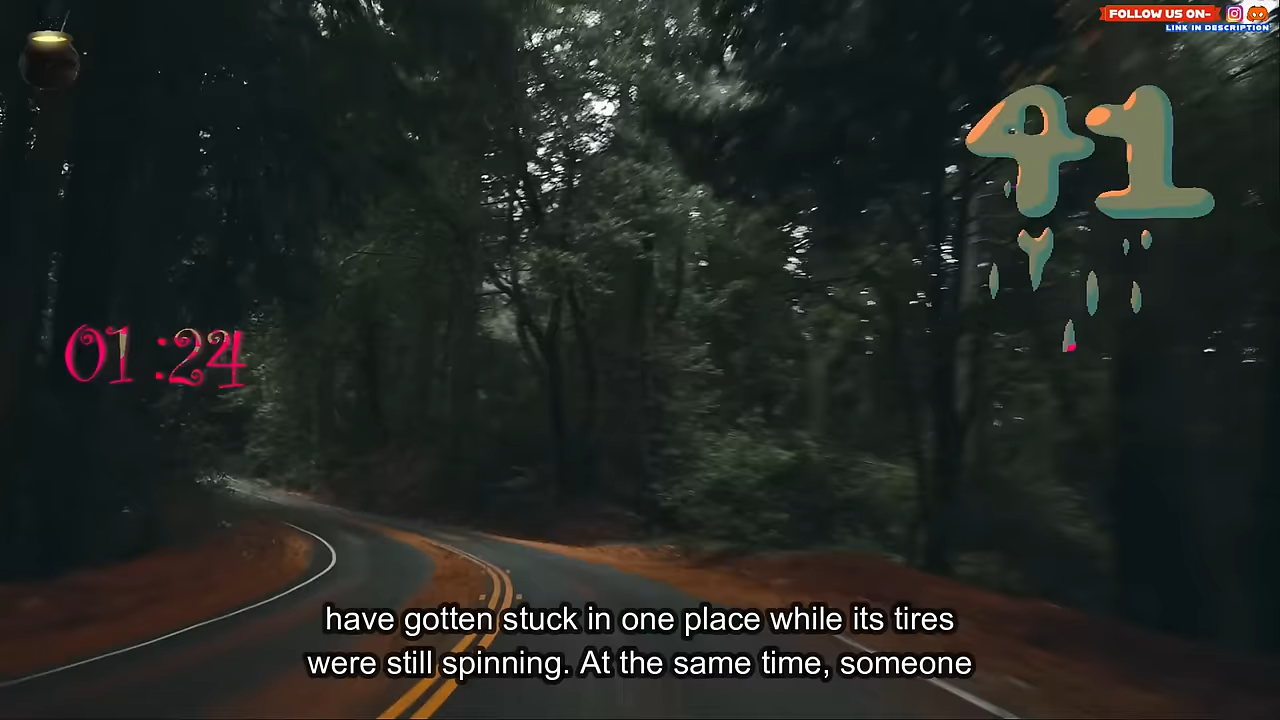 FOLLOW US ON-
LINK IN DESCRIPTION
41
01:24
have gotten stuck in one place while its tires
were still spinning. At the same time, someone